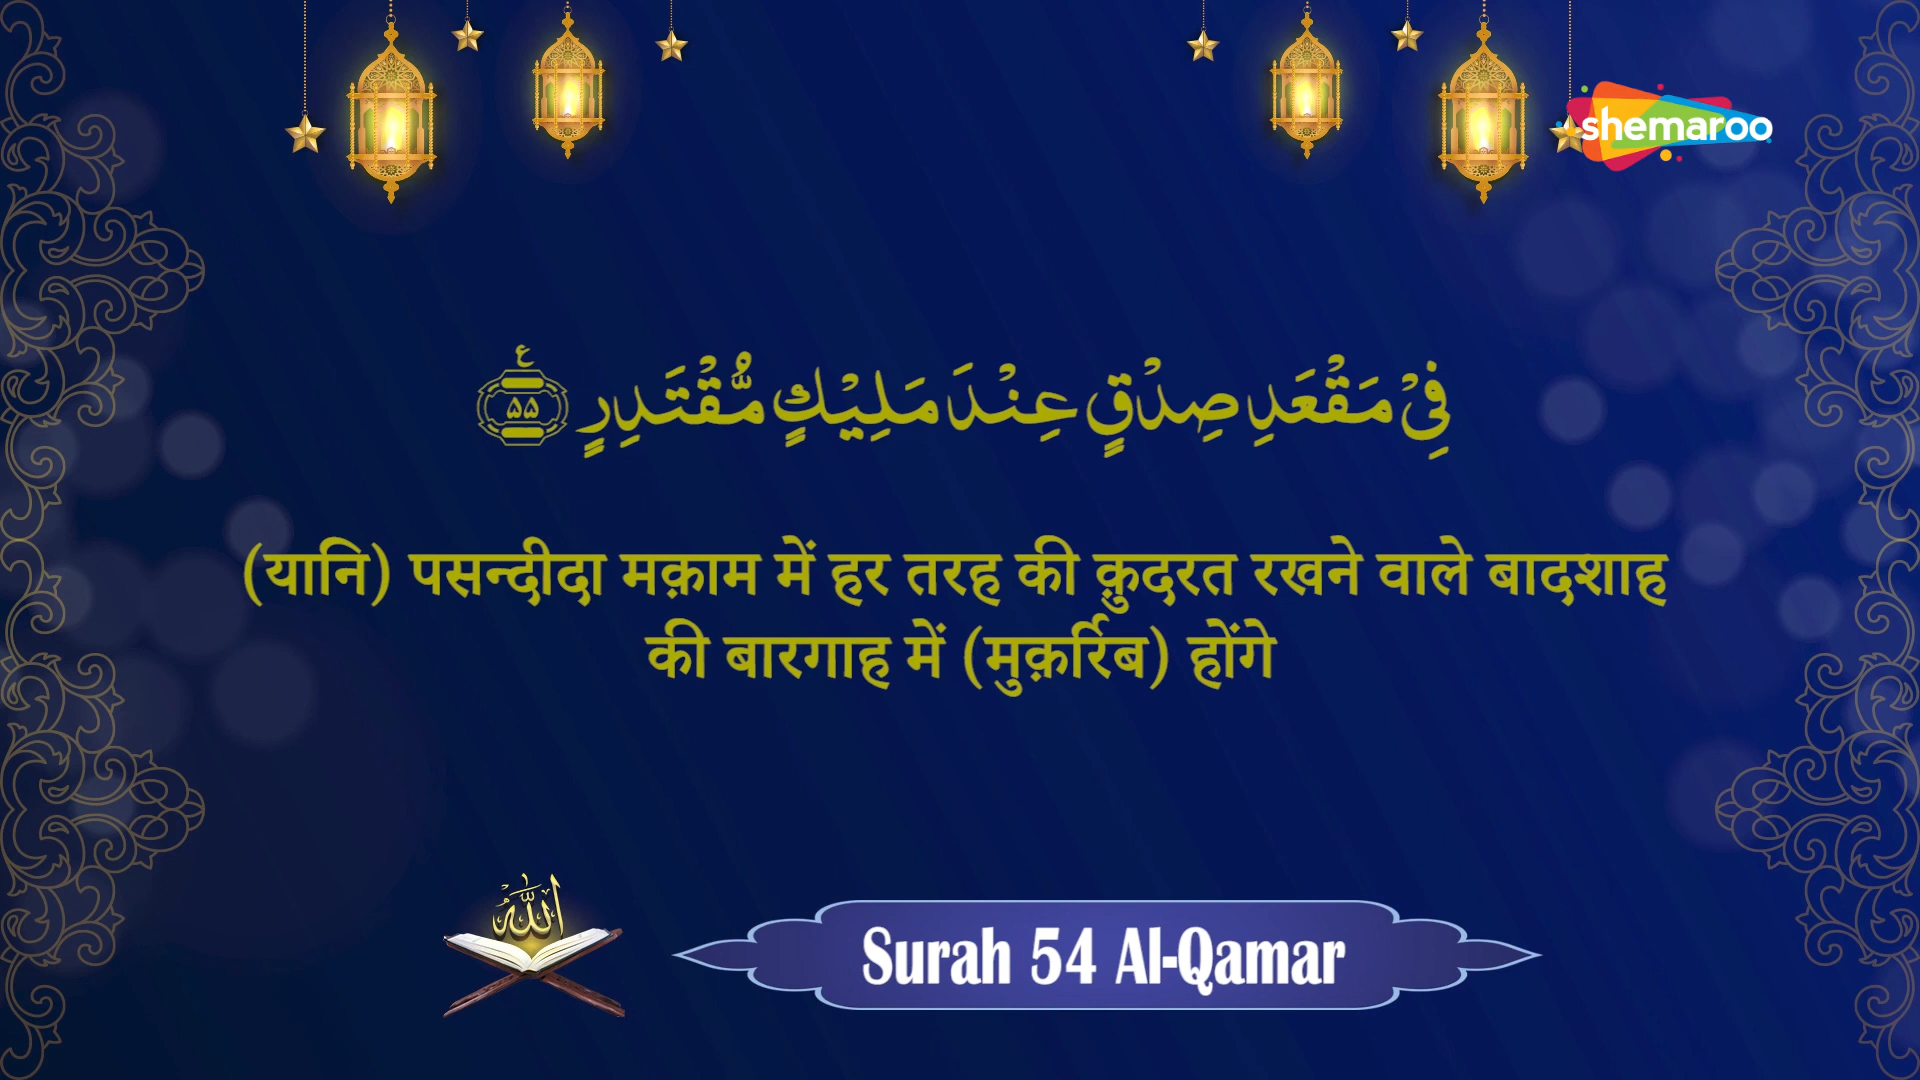 shemaroo
فِيْ مَقْعَدِ صِدْقٍ عِنْدَ مَلِيْكٍ مُّقْتَدِرٍ ۝٥٥ ع
(यानि) पसन्दीदा मक़ाम में हर तरह की क़ुदरत रखने वाले बादशाह
की बारगाह में (मुक़र्रिब) होंगे
الله
Surah 54 Al-Qamar